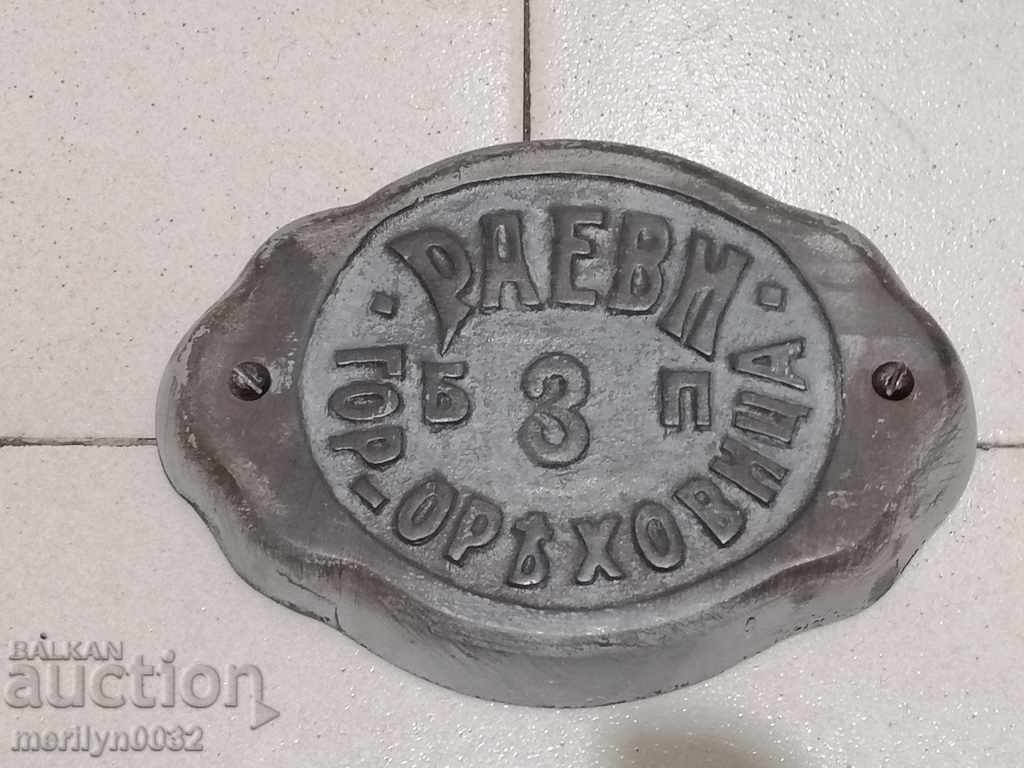 · РАЕВИ ·
Б 3 П
ГОР-ОРѢХОВИЦА
BALKAN
auction
merilyn0032